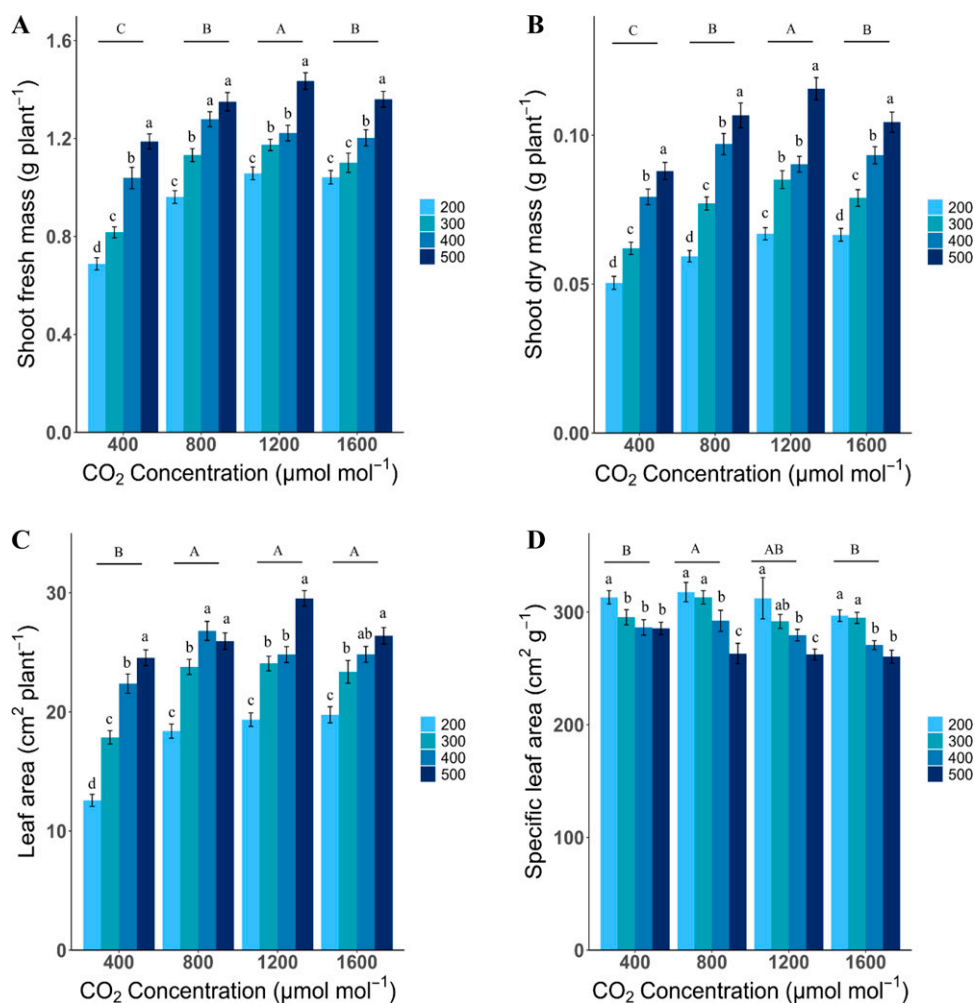 A
C B A B
a a a a
b a b b
c b b c
d c c c
Shoot fresh mass (g plant⁻¹)
1.6
1.2
0.8
0.4
0.0
400 800 1200 1600
CO₂ Concentration (µmol mol⁻¹)
200
300
400
500
B
C B A B
a a a a
b b b b
c c b c
d d c d
Shoot dry mass (g plant⁻¹)
0.10
0.05
0.00
400 800 1200 1600
CO₂ Concentration (µmol mol⁻¹)
200
300
400
500
C
B A A A
a a a a
b a b ab
c b b b
d c c c
Leaf area (cm² plant⁻¹)
30
20
10
0
400 800 1200 1600
CO₂ Concentration (µmol mol⁻¹)
200
300
400
500
D
B A AB B
a b b b
a a b c
a ab b c
a a b b
Specific leaf area (cm² g⁻¹)
300
200
100
0
400 800 1200 1600
CO₂ Concentration (µmol mol⁻¹)
200
300
400
500